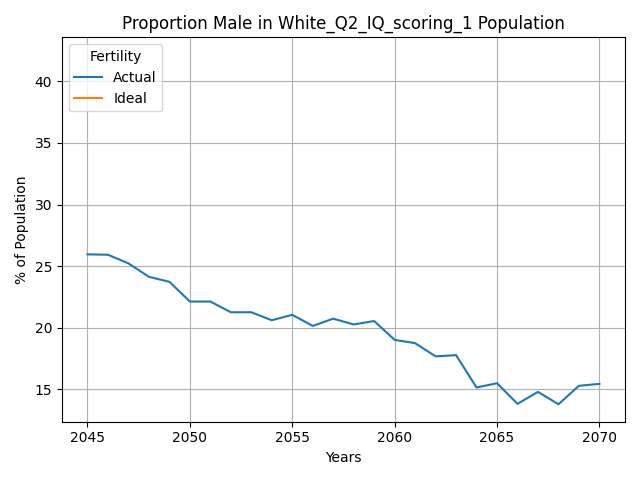 Proportion Male in White_Q2_IQ_scoring_1 Population
Fertility
Actual
Ideal
40
35
30
25
20
15
% of Population
2045
2050
2055
2060
2065
2070
Years